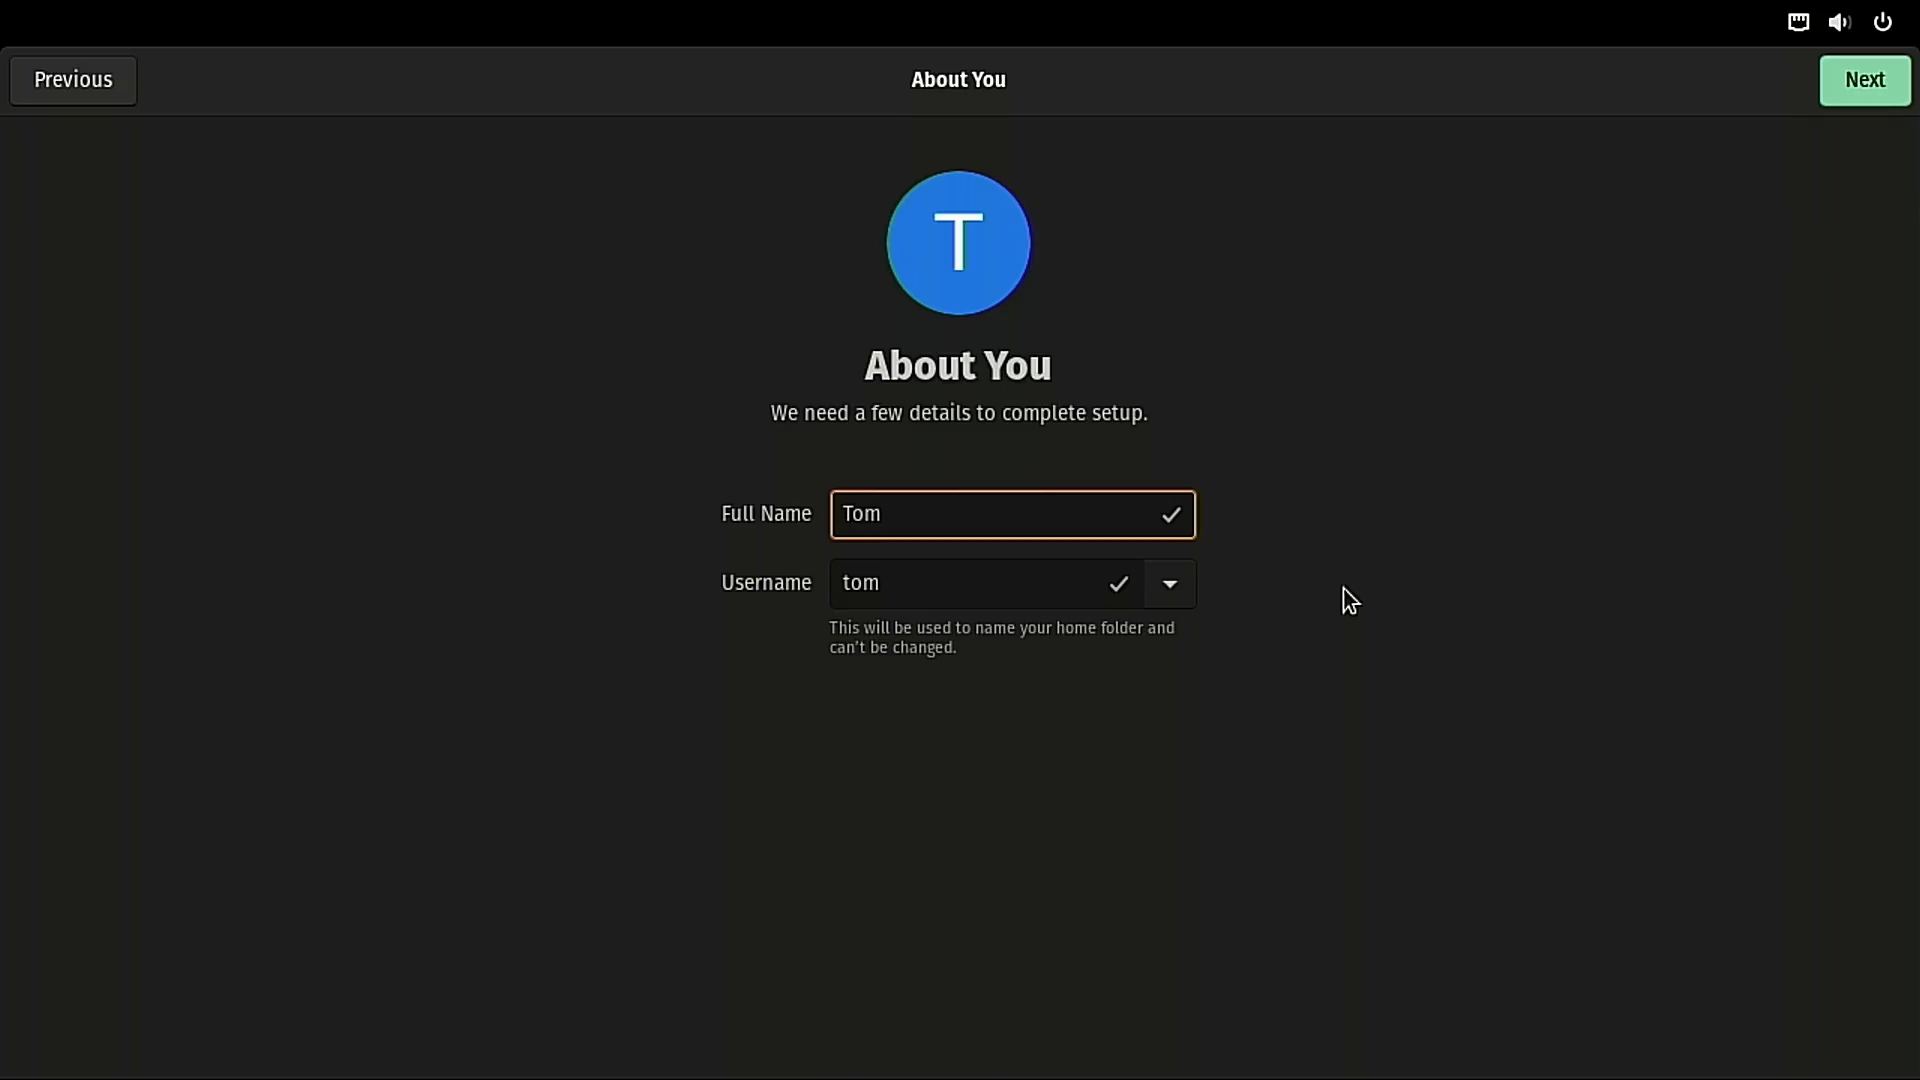 Previous
About You
Next
T
About You
We need a few details to complete setup.
Full Name
Tom
Username
tom
This will be used to name your home folder and
can't be changed.